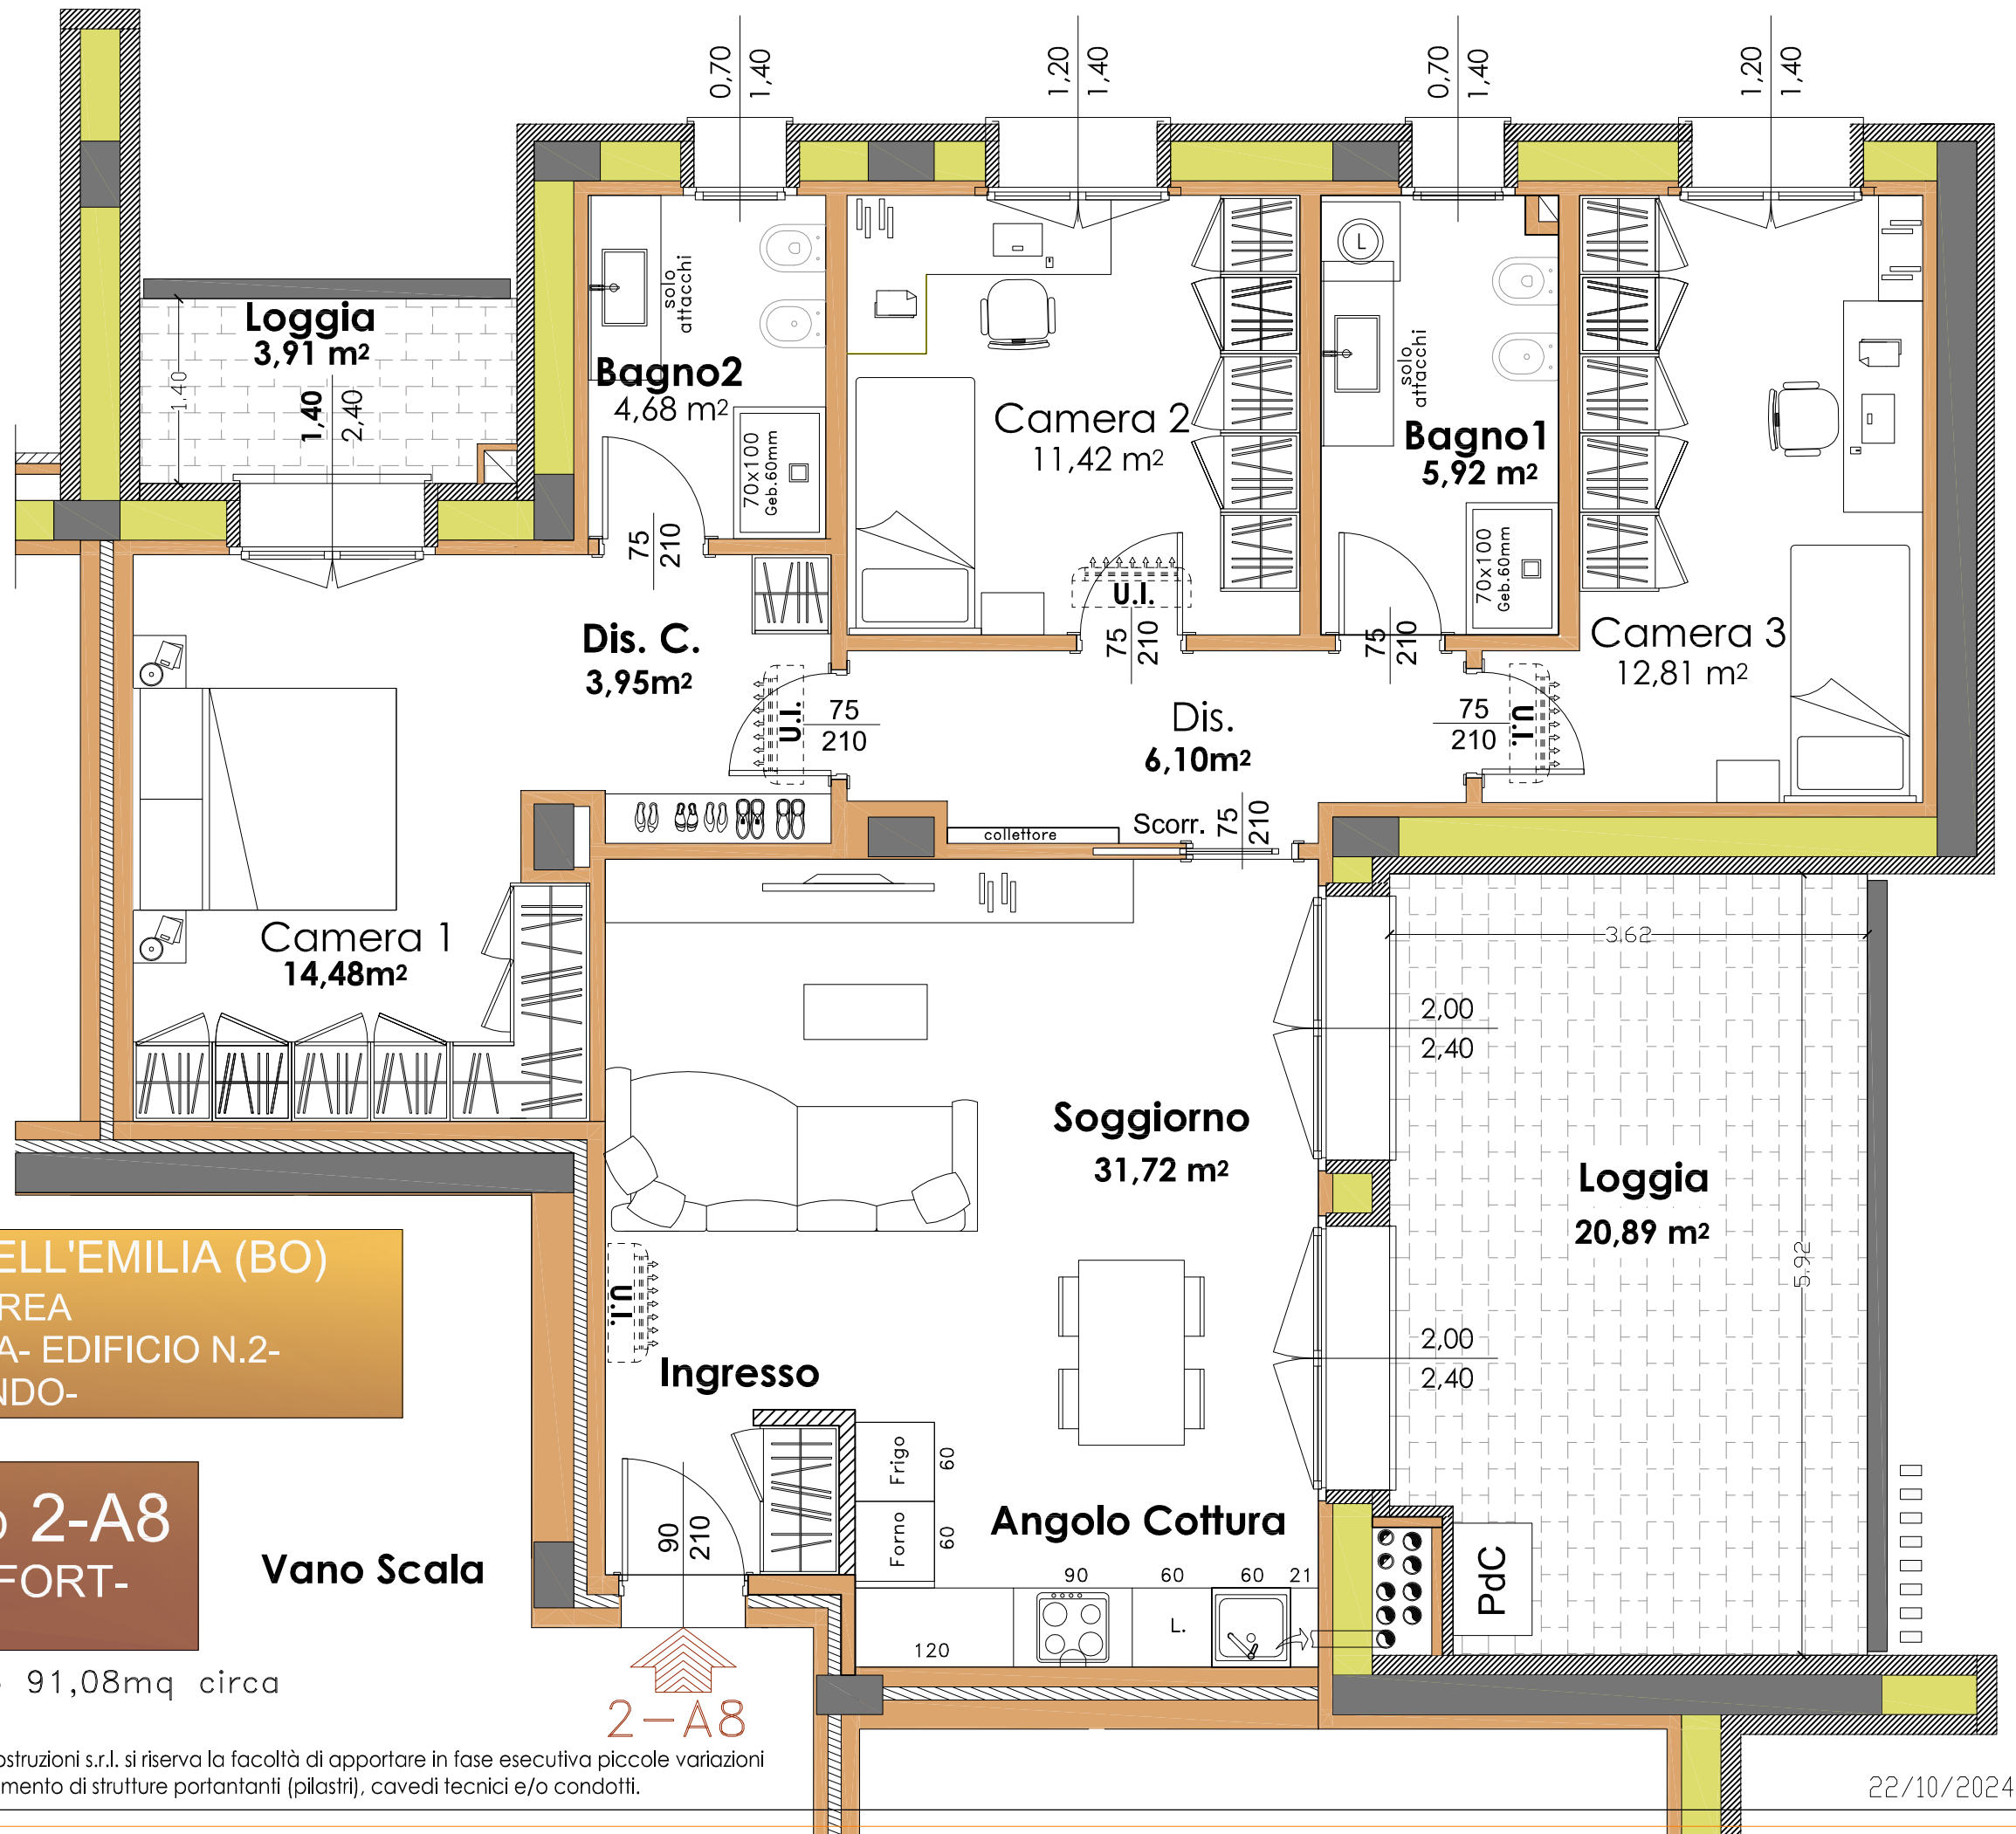 0,70
1,40
1,20
1,40
0,70
1,40
1,20
1,40
Loggia
3,91 m²
1,40
1,40
2,40
Bagno2
4,68 m²
solo
attacchi
70x100
Geb.60mm
75
210
Camera 2
11,42 m²
U.I.
75
210
L
solo
attacchi
Bagno1
5,92 m²
70x100
Geb.60mm
75
210
Camera 3
12,81 m²
Dis. C.
3,95m²
U.I.
75
210
Dis.
6,10m²
75
210
U.I.
collettore
Scorr.
75
210
Camera 1
14,48m²
3.62
2,00
2,40
Soggiorno
31,72 m²
Loggia
20,89 m²
5.92
2,00
2,40
U.I.
Ingresso
Frigo
60
Forno
60
Angolo Cottura
90
210
90
60
60
21
120
L.
PdC
ELL'EMILIA (BO)
REA
A- EDIFICIO N.2-
NDO-
2-A8
FORT-
Vano Scala
91,08mq circa
2-A8
ostruzioni s.r.l. si riserva la facoltà di apportare in fase esecutiva piccole variazioni
mento di strutture portantanti (pilastri), cavedi tecnici e/o condotti.
22/10/2024